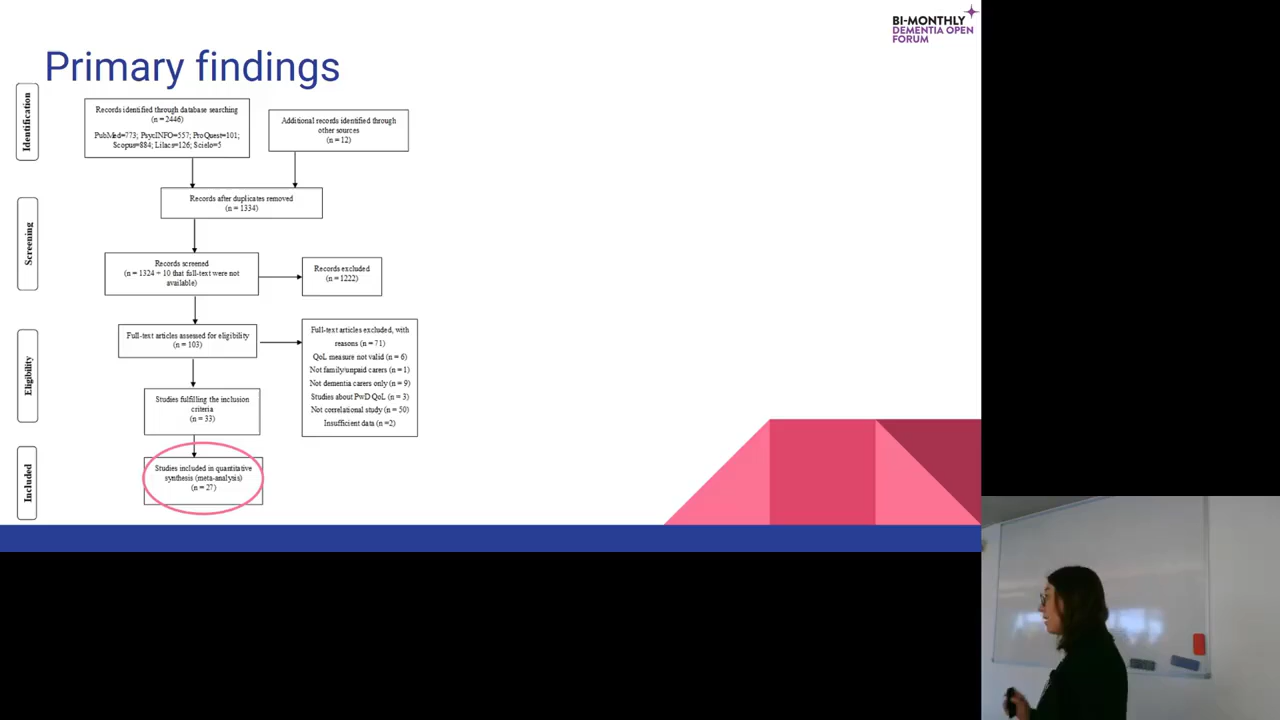 BI-MONTHLY
DEMENTIA OPEN
FORUM
Primary findings
Identification
Records identified through database searching
(n = 2446)
PubMed=773; PsycINFO=557; ProQuest=101;
Scopus=884; Lilacs=126; Scielo=5
Additional records identified through
other sources
(n = 12)
Records after duplicates removed
(n = 1334)
Screening
Records screened
(n = 1324 + 10 that full-text were not
available)
Records excluded
(n = 1222)
Eligibility
Full-text articles assessed for eligibility
(n = 103)
Full-text articles excluded, with
reasons (n = 71)
QoL measure not valid (n = 6)
Not family/unpaid carers (n = 1)
Not dementia carers only (n = 9)
Studies about PwD QoL (n = 3)
Not correlational study (n = 50)
Insufficient data (n =2)
Studies fulfilling the inclusion
criteria
(n = 33)
Included
Studies included in quantitative
synthesis (meta-analysis)
(n = 27)